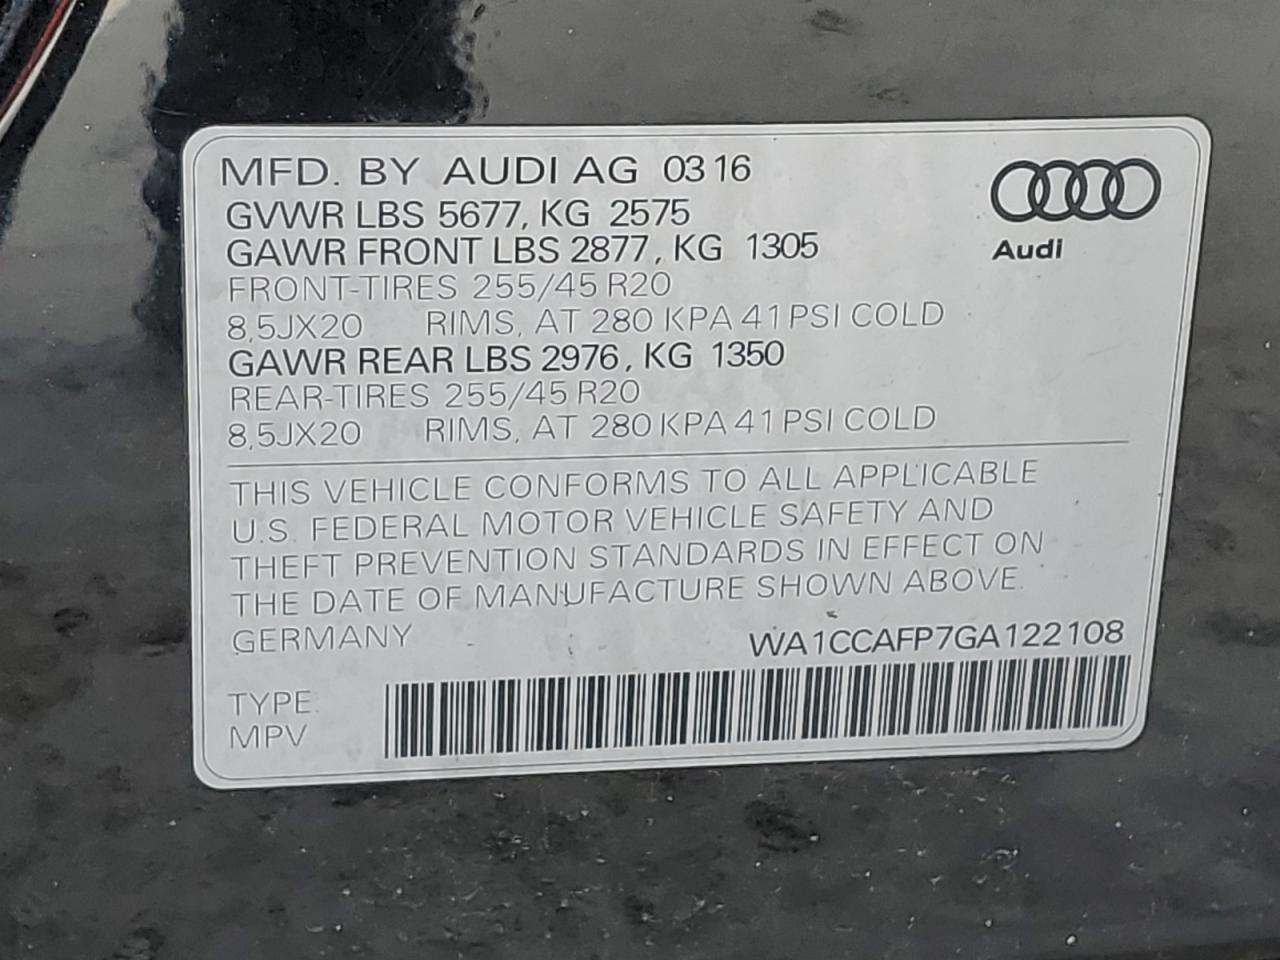 MFD. BY AUDI AG 03 16
GVWR LBS 5677, KG 2575
GAWR FRONT LBS 2877, KG 1305
FRONT-TIRES 255/45 R20
8,5JX20 RIMS, AT 280 KPA 41 PSI COLD
GAWR REAR LBS 2976, KG 1350
REAR-TIRES 255/45 R20
8,5JX20 RIMS, AT 280 KPA 41 PSI COLD
Audi
THIS VEHICLE CONFORMS TO ALL APPLICABLE
U.S. FEDERAL MOTOR VEHICLE SAFETY AND
THEFT PREVENTION STANDARDS IN EFFECT ON
THE DATE OF MANUFACTURE SHOWN ABOVE.
GERMANY WA1CCAFP7GA122108
TYPE:
MPV